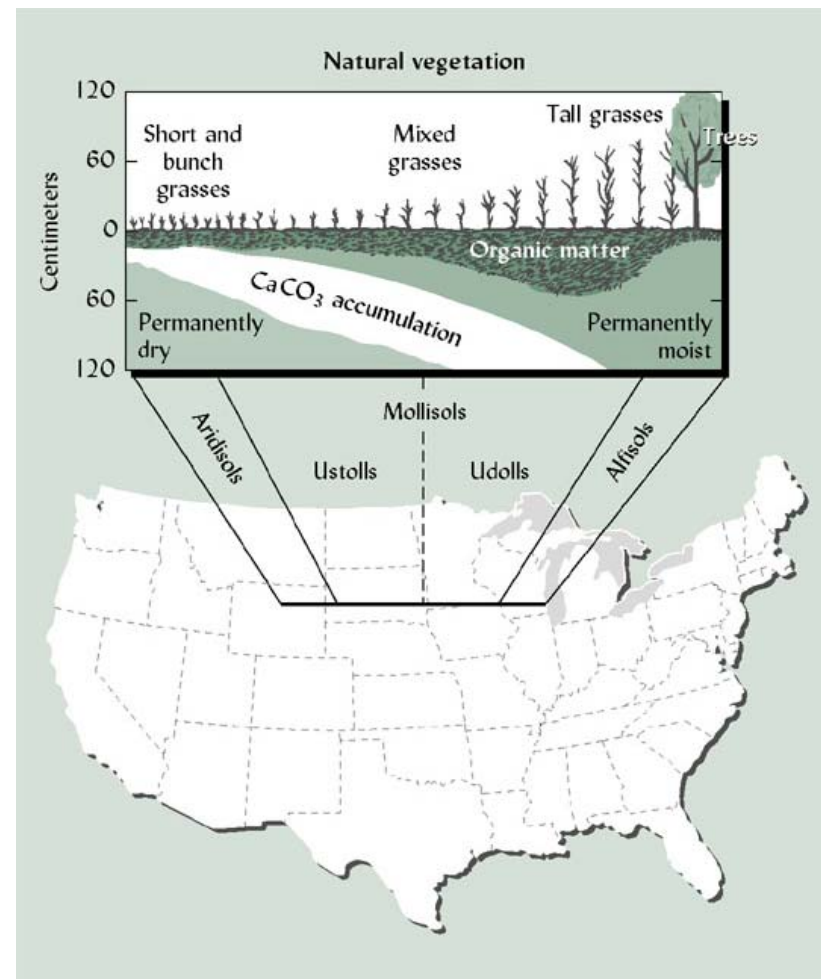 Natural vegetation
Centimeters
120
60
0
60
120
Short and
bunch
grasses
Mixed
grasses
Tall grasses
Trees
Organic matter
CaCO₃ accumulation
Permanently
dry
Permanently
moist
Aridisols
Mollisols
Ustolls
Udolls
Alfisols